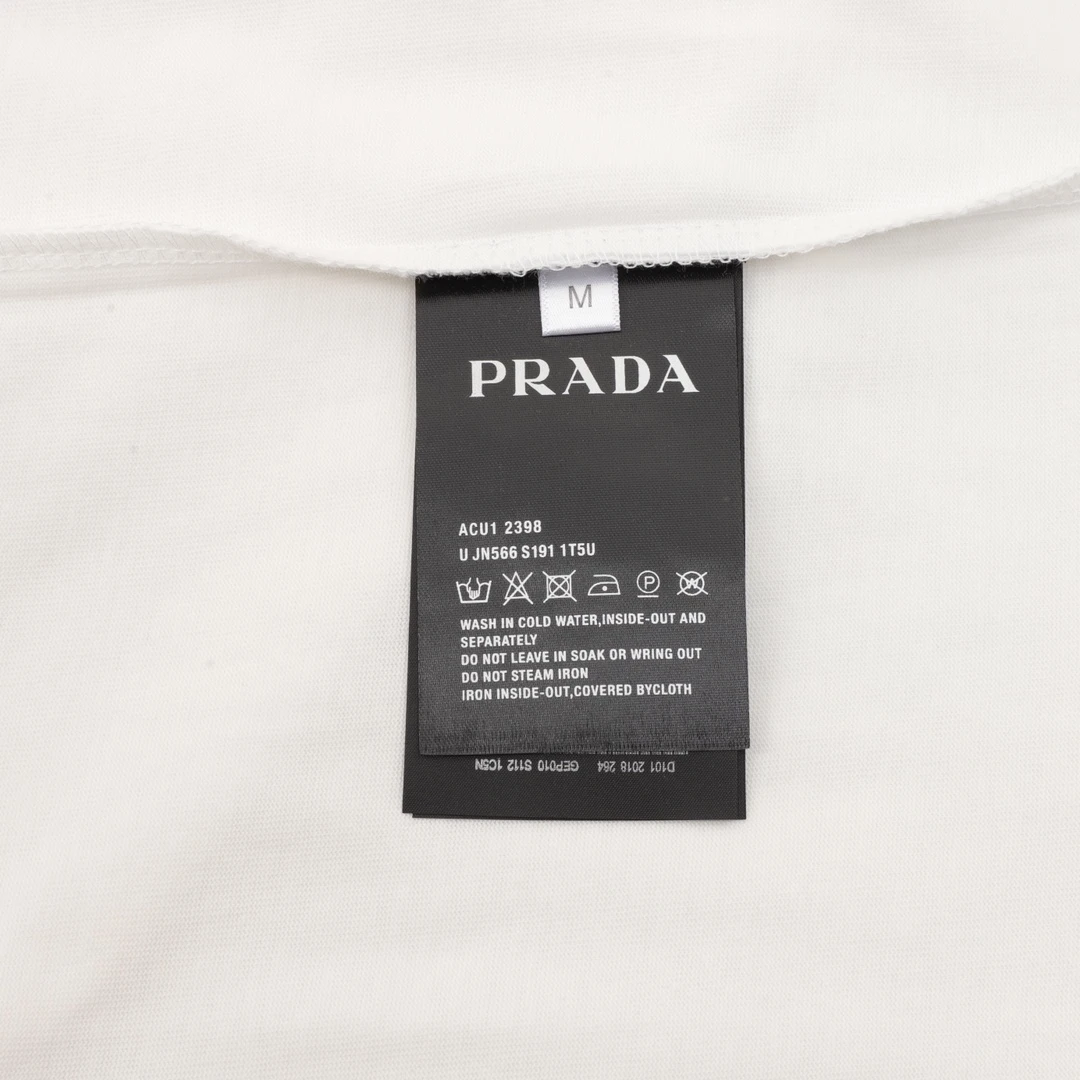 M
PRADA
ACU1 2398
U JN566 S191 1T5U
P
W
WASH IN COLD WATER,INSIDE-OUT AND
SEPARATELY
DO NOT LEAVE IN SOAK OR WRING OUT
DO NOT STEAM IRON
IRON INSIDE-OUT,COVERED BYCLOTH
D101 2018 264 GEP010 S112 1C5N